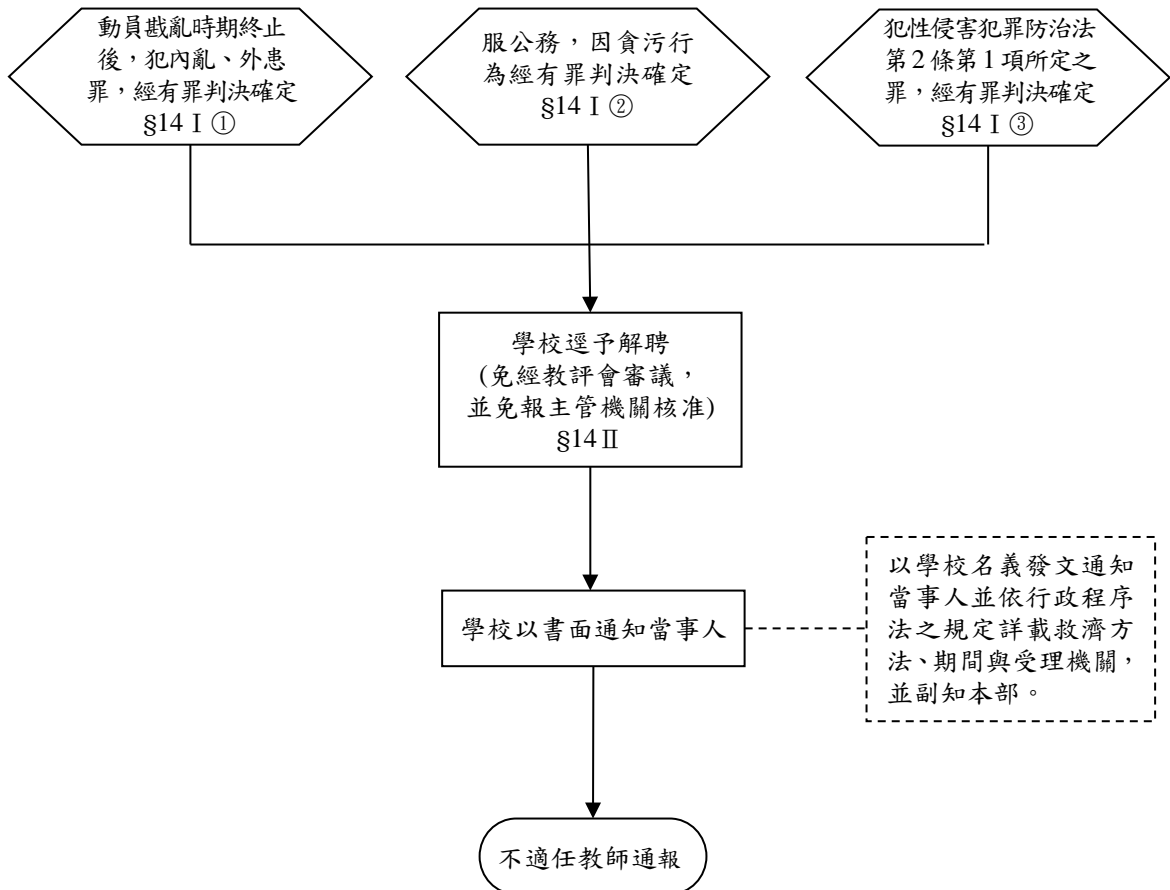 動員戡亂時期終止
後，犯內亂、外患
罪，經有罪判決確定
§14 I ①
服公務，因貪污行
為經有罪判決確定
§14 I ②
犯性侵害犯罪防治法
第 2 條第 1 項所定之
罪，經有罪判決確定
§14 I ③
學校逕予解聘
(免經教評會審議，
並免報主管機關核准)
§14 II
學校以書面通知當事人
以學校名義發文通知
當事人並依行政程序
法之規定詳載救濟方
法、期間與受理機關，
並副知本部。
不適任教師通報